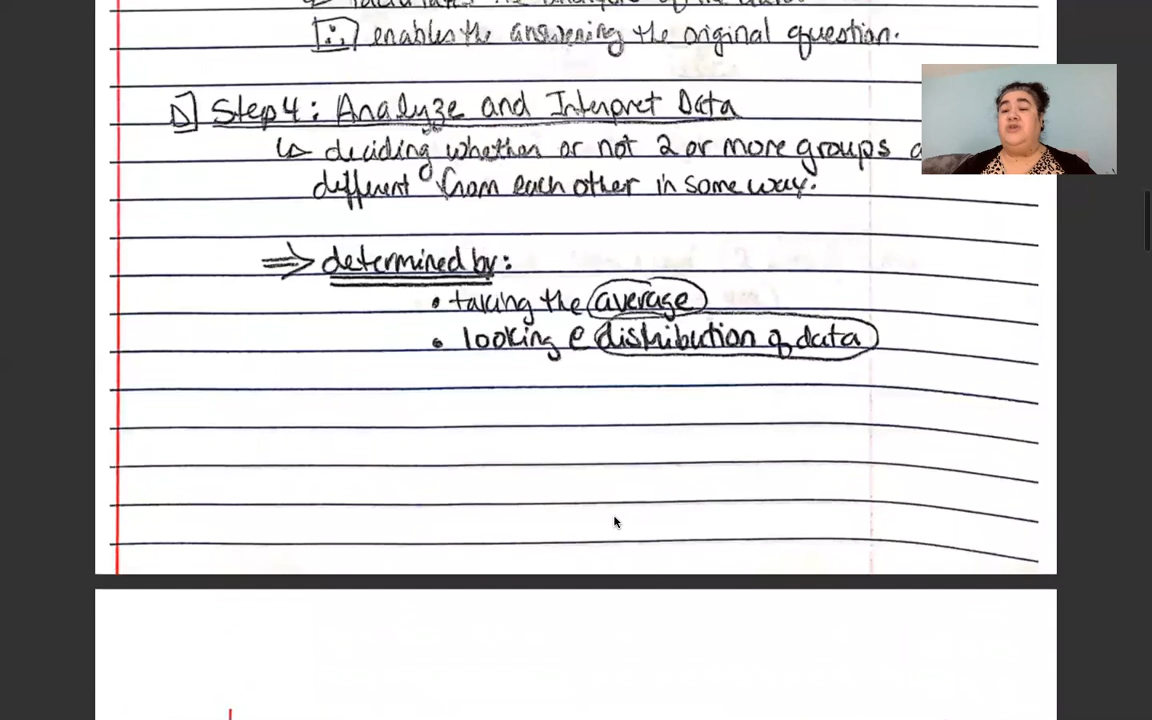 ∴ enables the answering the original question.
D] Step 4: Analyze and Interpret Data
↳ deciding whether or not 2 or more groups
different from each other in some way.
⇒ determined by:
• taking the average
• looking @ distribution of data